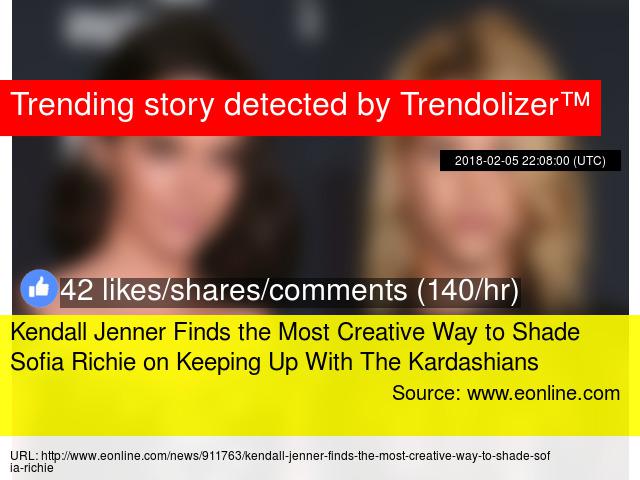 Trending story detected by Trendolizer™
2018-02-05 22:08:00 (UTC)
42 likes/shares/comments (140/hr)
Kendall Jenner Finds the Most Creative Way to Shade
Sofia Richie on Keeping Up With The Kardashians
Source: www.eonline.com
URL: http://www.eonline.com/news/911763/kendall-jenner-finds-the-most-creative-way-to-shade-sof
ia-richie